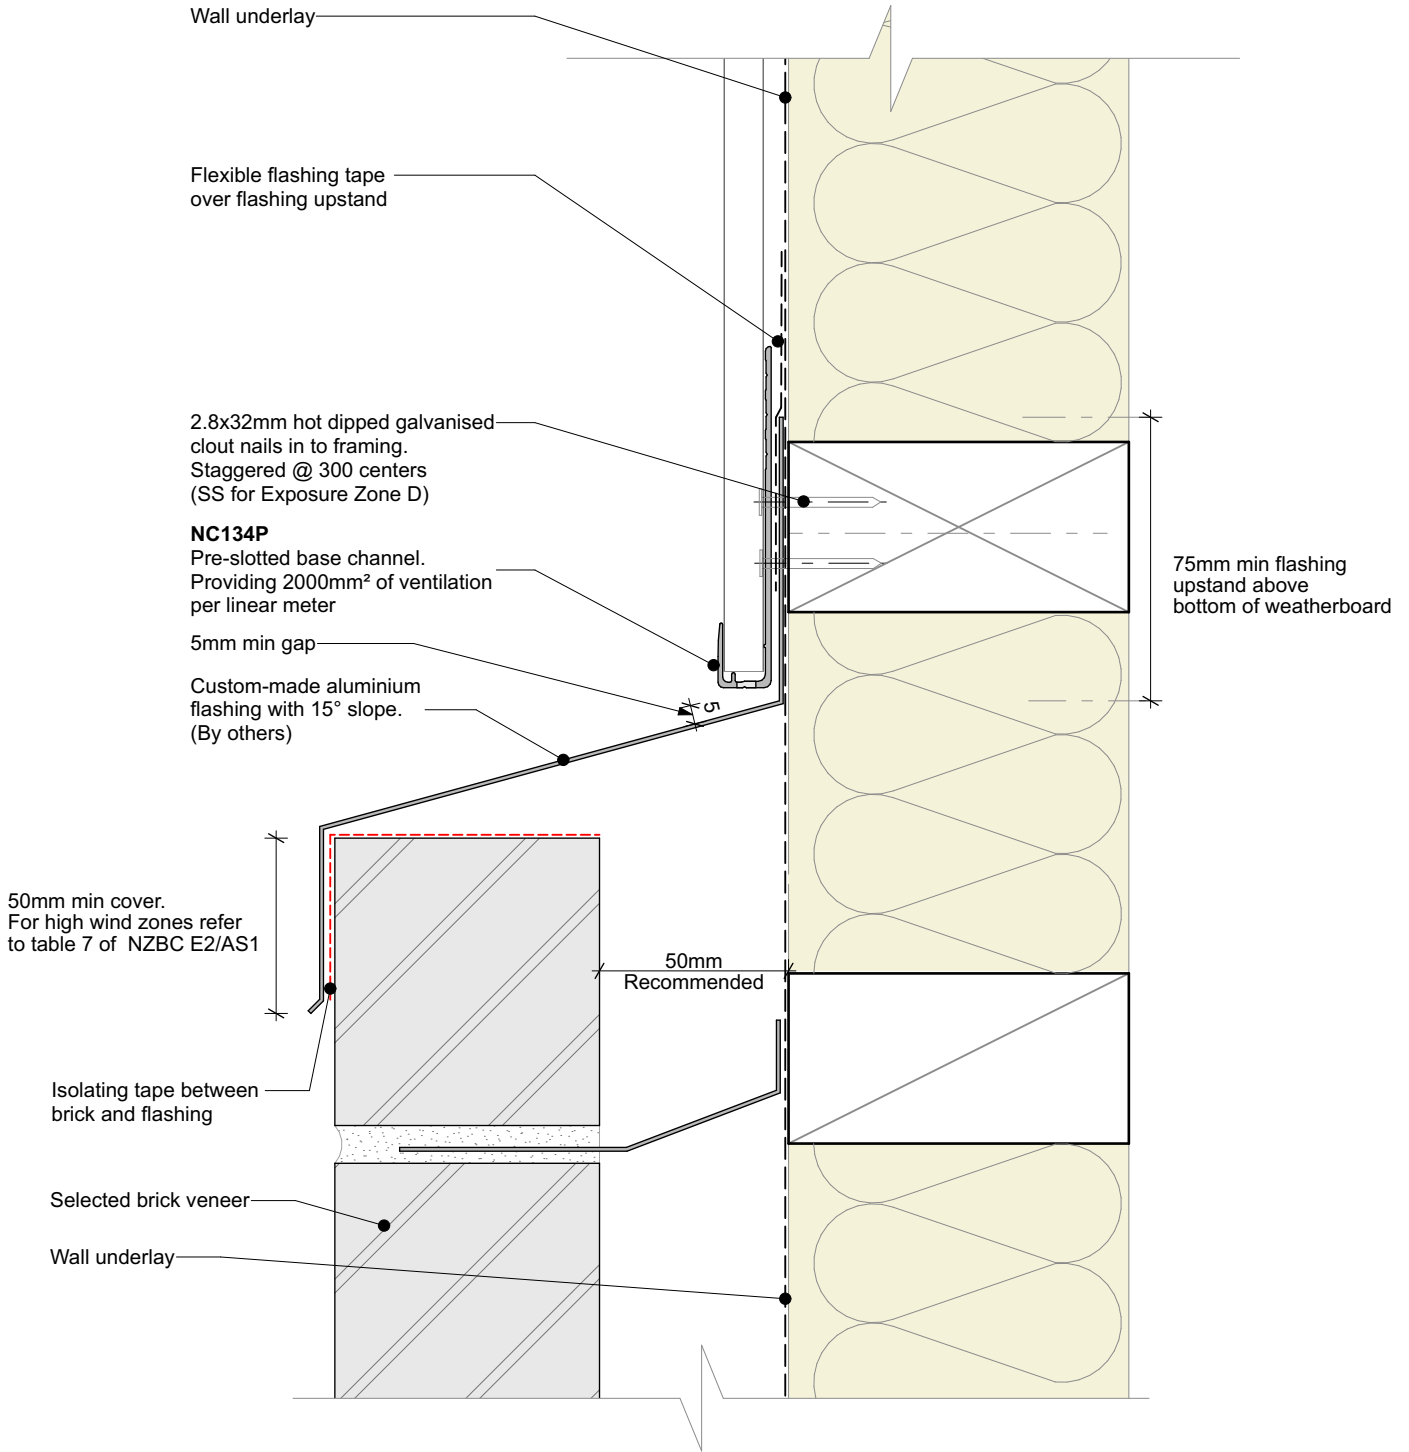 Wall underlay
Flexible flashing tape
over flashing upstand
2.8x32mm hot dipped galvanised
clout nails in to framing.
Staggered @ 300 centers
(SS for Exposure Zone D)
NC134P
Pre-slotted base channel.
Providing 2000mm² of ventilation
per linear meter
5mm min gap
Custom-made aluminium
flashing with 15° slope.
(By others)
5
75mm min flashing
upstand above
bottom of weatherboard
50mm min cover.
For high wind zones refer
to table 7 of  NZBC E2/AS1
50mm
Recommended
Isolating tape between
brick and flashing
Selected brick veneer
Wall underlay